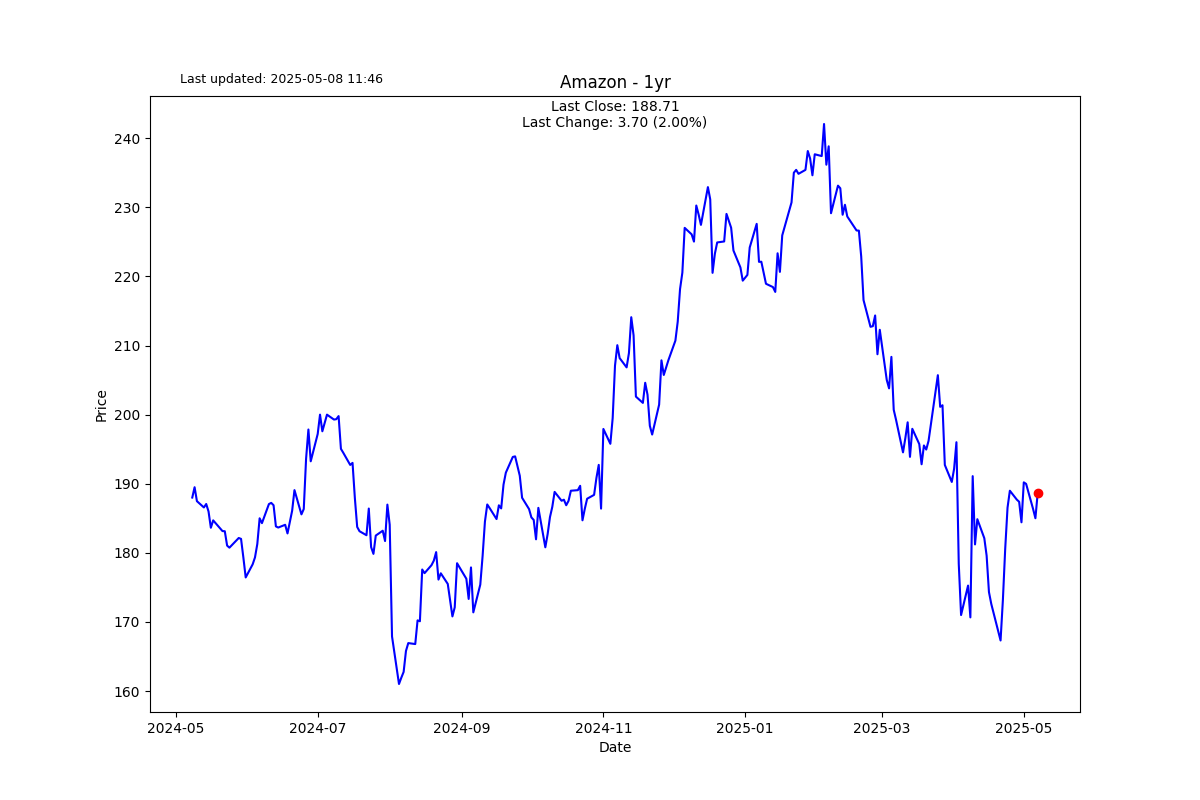 Last updated: 2025-05-08 11:46
Amazon - 1yr
Last Close: 188.71
Last Change: 3.70 (2.00%)
240
230
220
210
200
190
180
170
160
Price
2024-05
2024-07
2024-09
2024-11
2025-01
2025-03
2025-05
Date